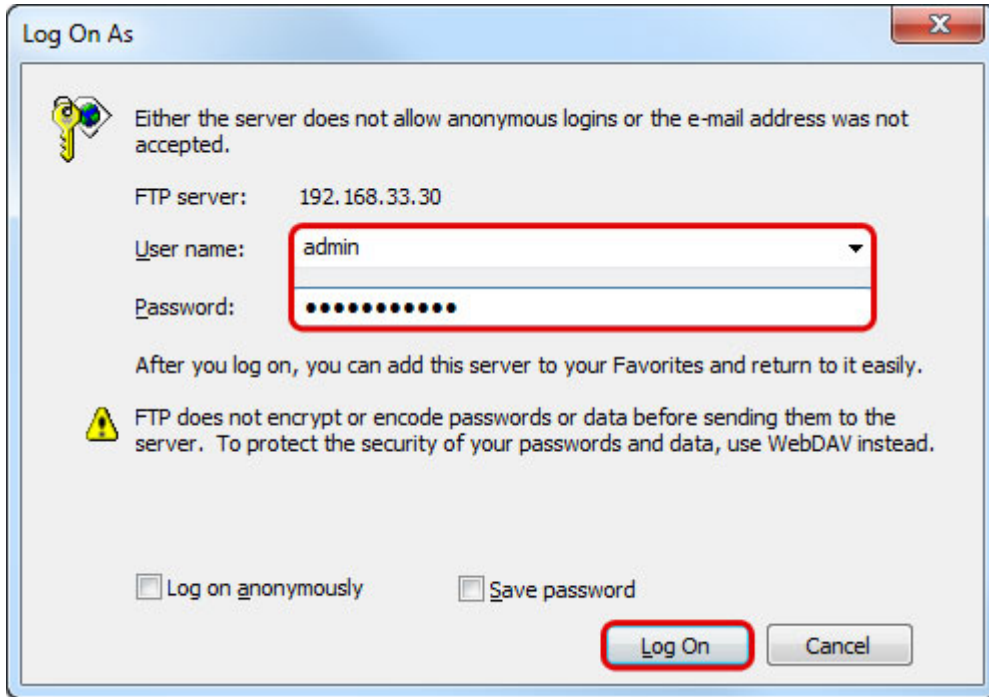 Log On As
Either the server does not allow anonymous logins or the e-mail address was not
accepted.
FTP server: 192.168.33.30
User name: admin
Password: •••••••••••
After you log on, you can add this server to your Favorites and return to it easily.
FTP does not encrypt or encode passwords or data before sending them to the
server. To protect the security of your passwords and data, use WebDAV instead.
Log on anonymously Save password
Log On Cancel